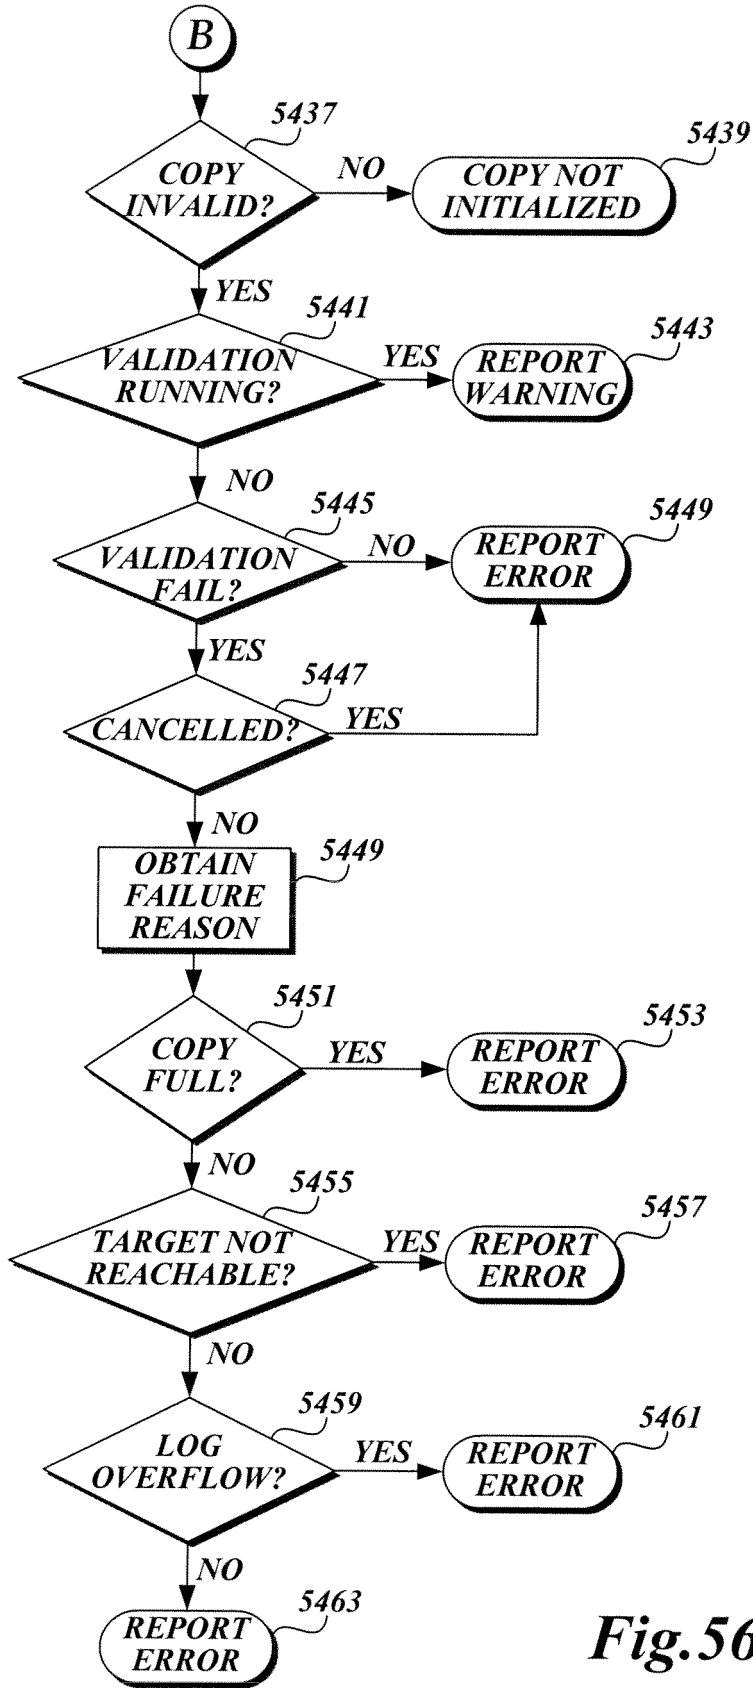 B
5437
COPY
INVALID?
NO
5439
COPY NOT
INITIALIZED
YES
5441
VALIDATION
RUNNING?
YES
5443
REPORT
WARNING
NO
5445
VALIDATION
FAIL?
NO
5449
REPORT
ERROR
YES
5447
CANCELLED?
YES
NO
5449
OBTAIN
FAILURE
REASON
5451
COPY
FULL?
YES
5453
REPORT
ERROR
NO
5455
TARGET NOT
REACHABLE?
YES
5457
REPORT
ERROR
NO
5459
LOG
OVERFLOW?
YES
5461
REPORT
ERROR
NO
5463
REPORT
ERROR
Fig.56